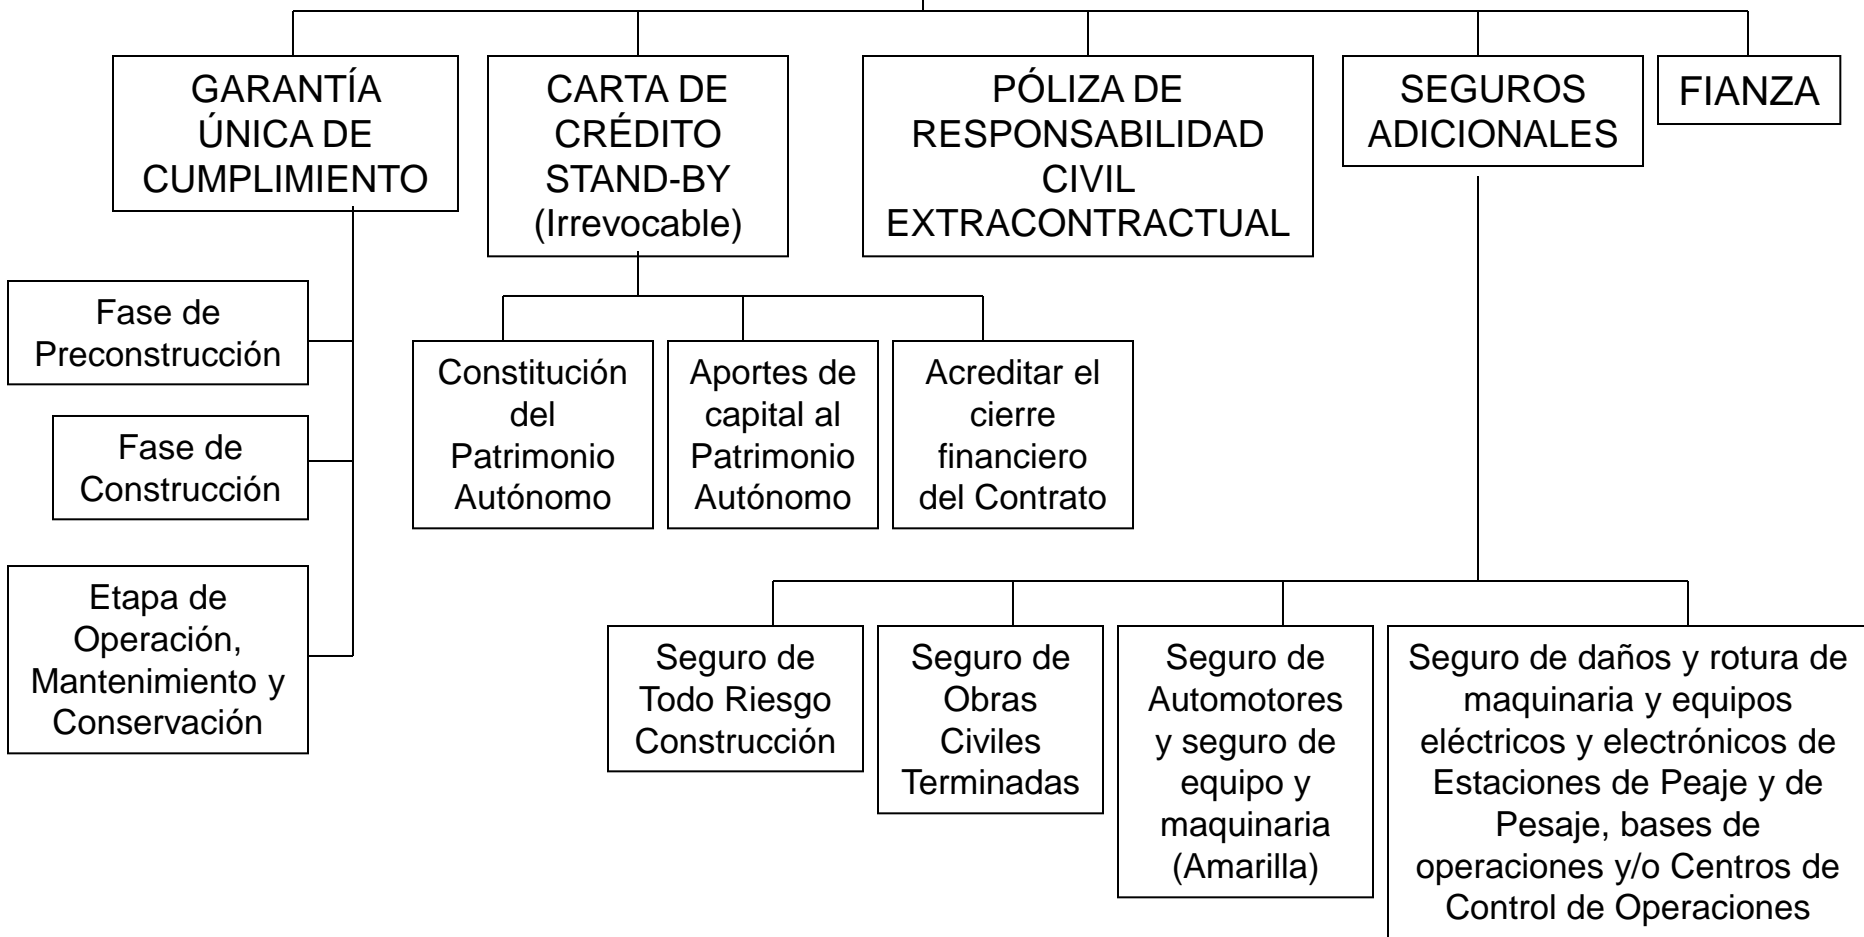 GARANTÍA
ÚNICA DE
CUMPLIMIENTO
CARTA DE
CRÉDITO
STAND-BY
(Irrevocable)
PÓLIZA DE
RESPONSABILIDAD
CIVIL
EXTRACONTRACTUAL
SEGUROS
ADICIONALES
FIANZA
Fase de
Preconstrucción
Fase de
Construcción
Etapa de
Operación,
Mantenimiento y
Conservación
Constitución
del
Patrimonio
Autónomo
Aportes de
capital al
Patrimonio
Autónomo
Acreditar el
cierre
financiero
del Contrato
Seguro de
Todo Riesgo
Construcción
Seguro de
Obras
Civiles
Terminadas
Seguro de
Automotores
y seguro de
equipo y
maquinaria
(Amarilla)
Seguro de daños y rotura de
maquinaria y equipos
eléctricos y electrónicos de
Estaciones de Peaje y de
Pesaje, bases de
operaciones y/o Centros de
Control de Operaciones